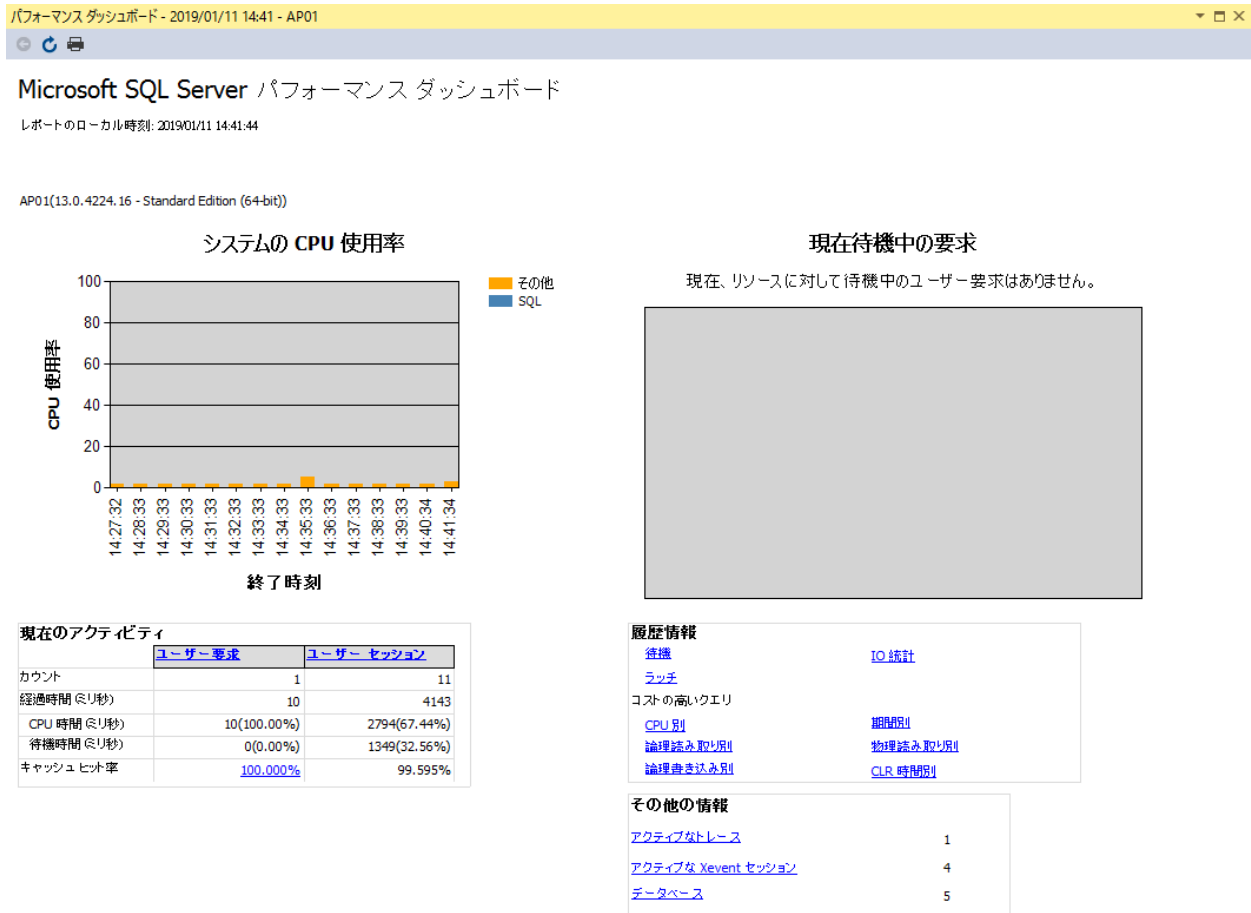 パフォーマンス ダッシュボード - 2019/01/11 14:41 - AP01
Microsoft SQL Server パフォーマンス ダッシュボード
レポートのローカル時刻: 2019/01/11 14:41:44
AP01(13.0.4224.16 - Standard Edition (64-bit))
システムの CPU 使用率
100
80
60
40
20
0
CPU 使用率
14:27:32
14:28:33
14:29:33
14:30:33
14:31:33
14:32:33
14:33:33
14:34:33
14:35:33
14:36:33
14:37:33
14:38:33
14:39:33
14:40:34
14:41:34
終了時刻
その他
SQL
現在待機中の要求
現在、リソースに対して待機中のユーザー要求はありません。
現在のアクティビティ
ユーザー要求 ユーザー セッション
カウント 1 11
経過時間 (ミリ秒) 10 4143
CPU 時間 (ミリ秒) 10(100.00%) 2794(67.44%)
待機時間 (ミリ秒) 0(0.00%) 1349(32.56%)
キャッシュ ヒット率 100.000% 99.595%
履歴情報
待機 IO 統計
ラッチ
コストの高いクエリ
CPU 別 期間別
論理読み取り別 物理読み取り別
論理書き込み別 CLR 時間別
その他の情報
アクティブなトレース 1
アクティブな Xevent セッション 4
データベース 5